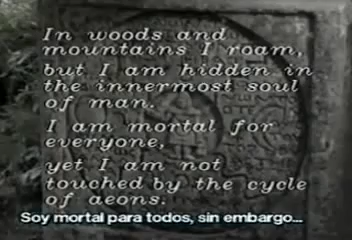 In woods and
mountains I roam,
but I am hidden in
the innermost soul
of man.
I am mortal for
everyone,
yet I am not
touched by the cycle
of aeons.
Soy mortal para todos, sin embargo...